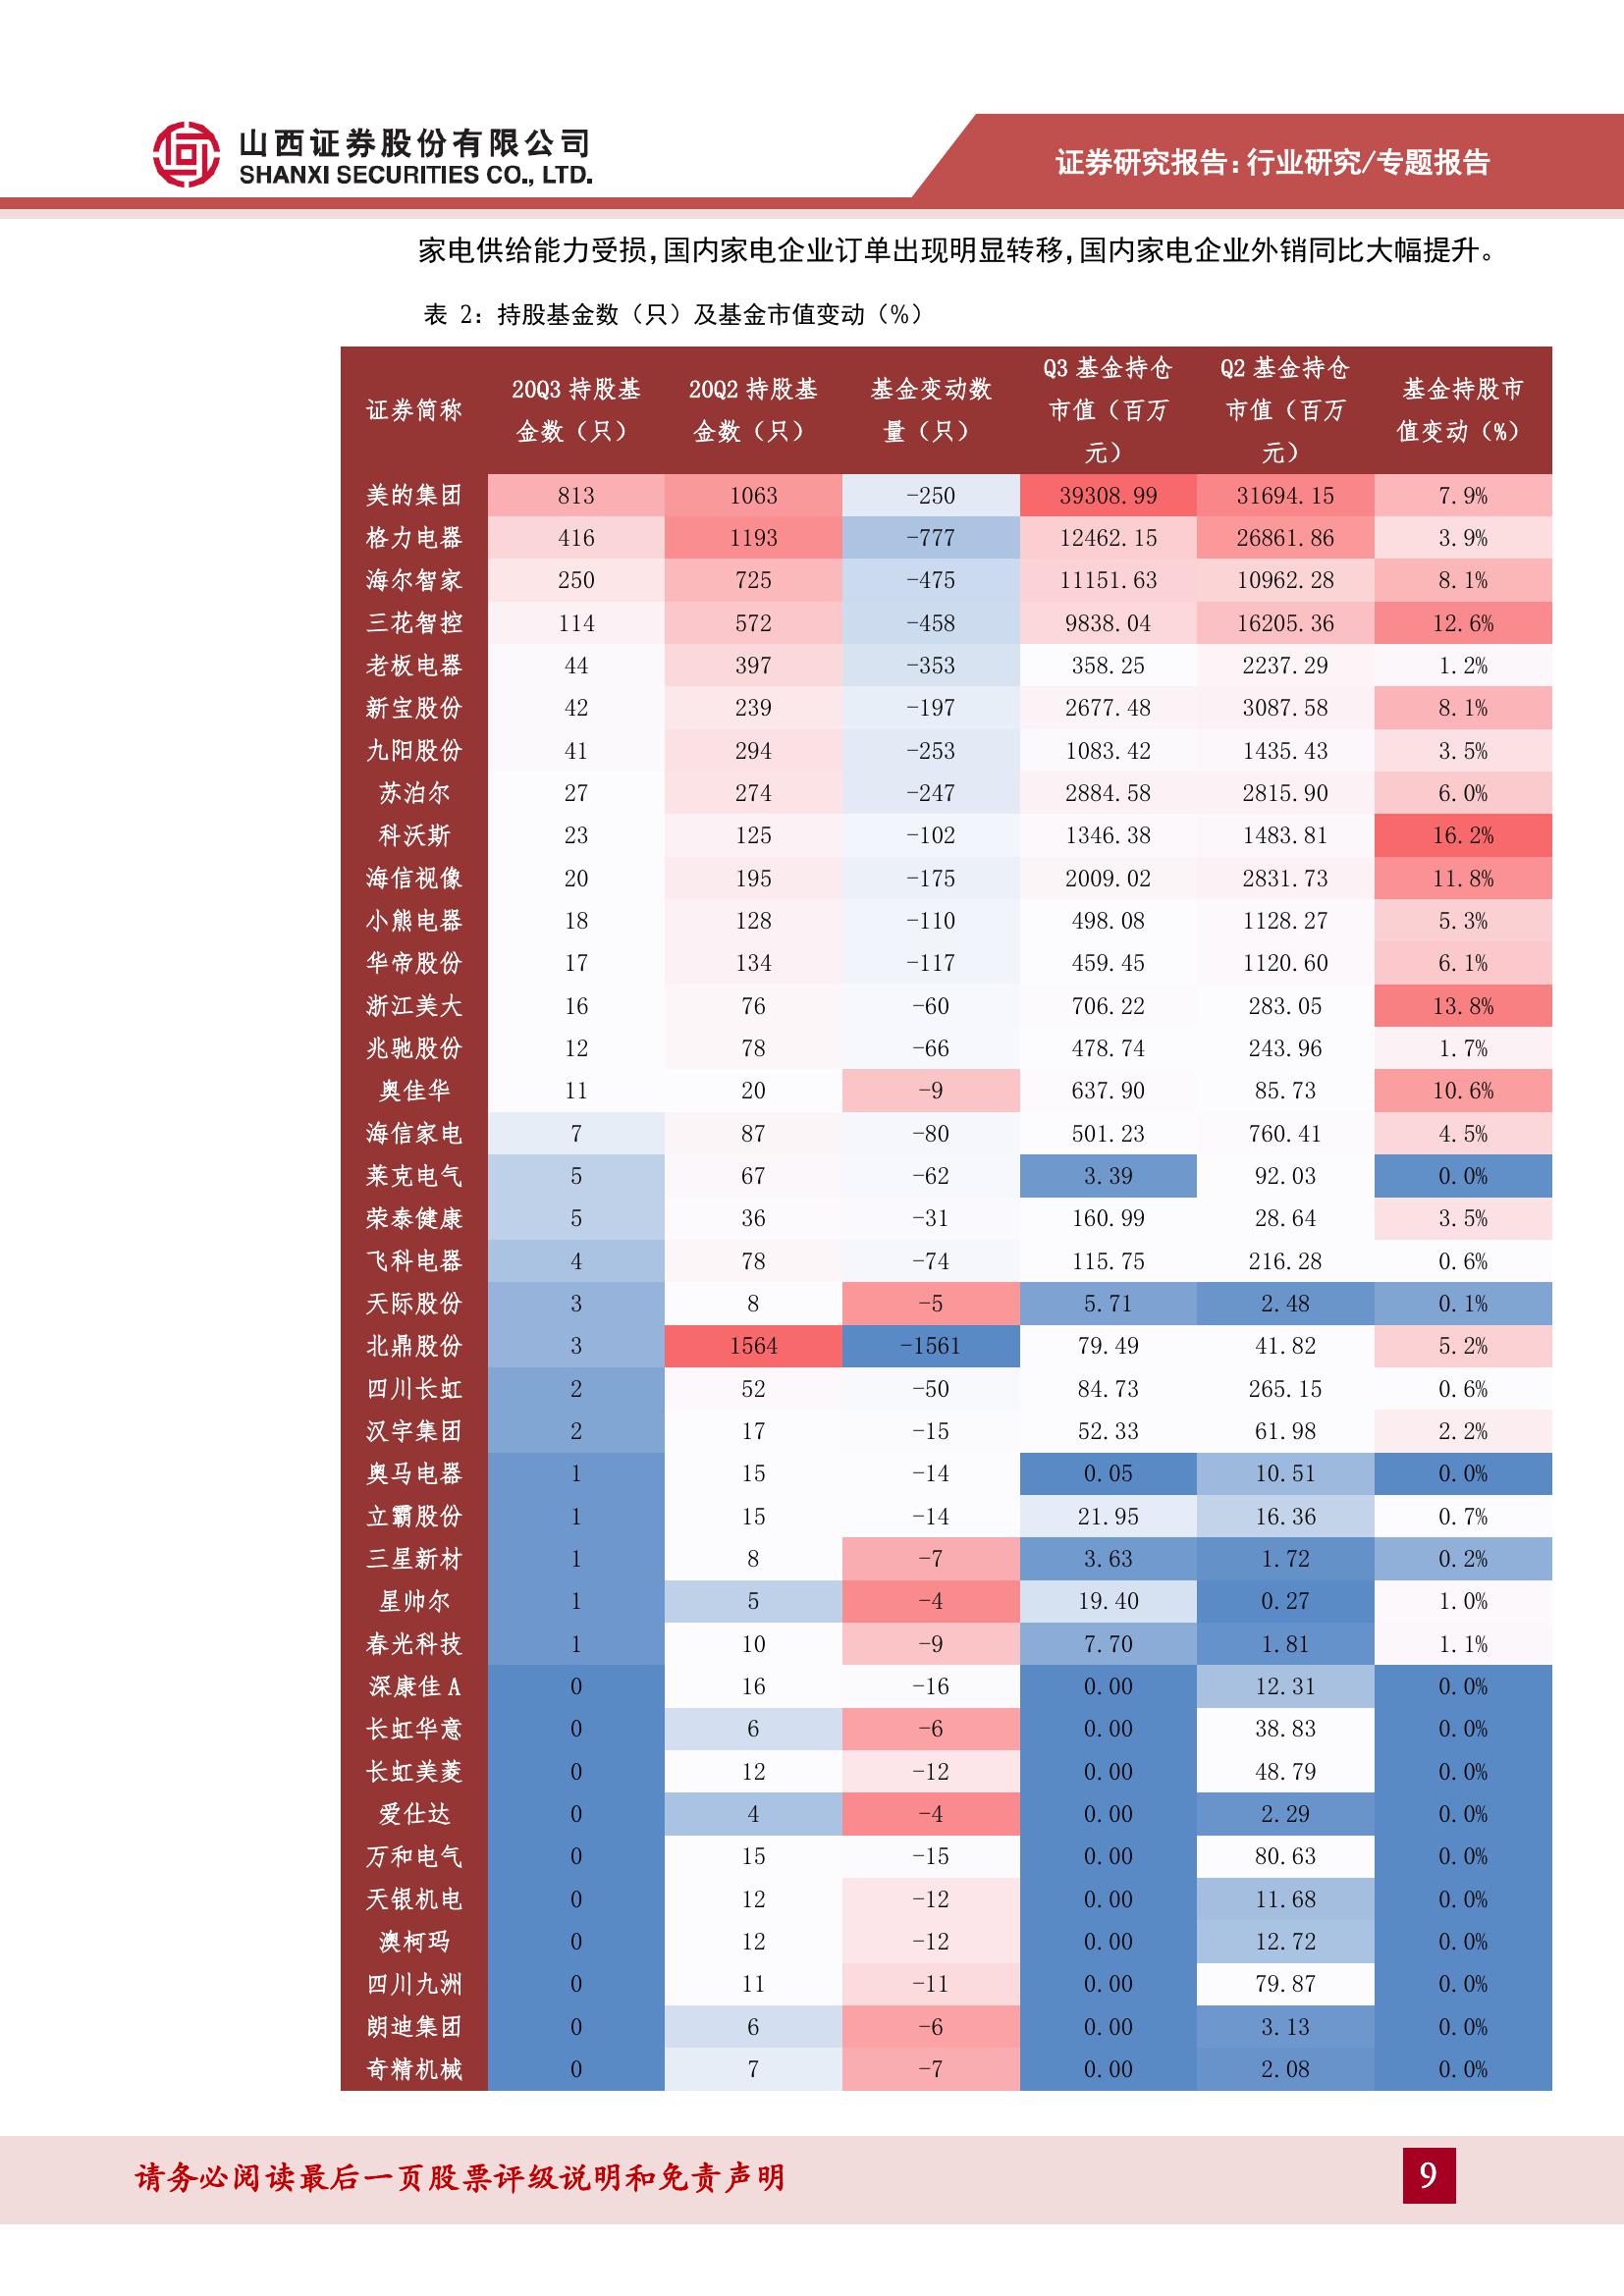 山西证券股份有限公司
SHANXI SECURITIES CO., LTD.
证券研究报告：行业研究/专题报告
家电供给能力受损，国内家电企业订单出现明显转移，国内家电企业外销同比大幅提升。
表 2：持股基金数（只）及基金市值变动（%）
证券简称 20Q3 持股基金数（只） 20Q2 持股基金数（只） 基金变动数量（只） Q3 基金持仓市值（百万元） Q2 基金持仓市值（百万元） 基金持股市值变动（%）
美的集团 813 1063 -250 39308.99 31694.15 7.9%
格力电器 416 1193 -777 12462.15 26861.86 3.9%
海尔智家 250 725 -475 11151.63 10962.28 8.1%
三花智控 114 572 -458 9838.04 16205.36 12.6%
老板电器 44 397 -353 358.25 2237.29 1.2%
新宝股份 42 239 -197 2677.48 3087.58 8.1%
九阳股份 41 294 -253 1083.42 1435.43 3.5%
苏泊尔 27 274 -247 2884.58 2815.90 6.0%
科沃斯 23 125 -102 1346.38 1483.81 16.2%
海信视像 20 195 -175 2009.02 2831.73 11.8%
小熊电器 18 128 -110 498.08 1128.27 5.3%
华帝股份 17 134 -117 459.45 1120.60 6.1%
浙江美大 16 76 -60 706.22 283.05 13.8%
兆驰股份 12 78 -66 478.74 243.96 1.7%
奥佳华 11 20 -9 637.90 85.73 10.6%
海信家电 7 87 -80 501.23 760.41 4.5%
莱克电气 5 67 -62 3.39 92.03 0.0%
荣泰健康 5 36 -31 160.99 28.64 3.5%
飞科电器 4 78 -74 115.75 216.28 0.6%
天际股份 3 8 -5 5.71 2.48 0.1%
北鼎股份 3 1564 -1561 79.49 41.82 5.2%
四川长虹 2 52 -50 84.73 265.15 0.6%
汉宇集团 2 17 -15 52.33 61.98 2.2%
奥马电器 1 15 -14 0.05 10.51 0.0%
立霸股份 1 15 -14 21.95 16.36 0.7%
三星新材 1 8 -7 3.63 1.72 0.2%
星帅尔 1 5 -4 19.40 0.27 1.0%
春光科技 1 10 -9 7.70 1.81 1.1%
深康佳 A 0 16 -16 0.00 12.31 0.0%
长虹华意 0 6 -6 0.00 38.83 0.0%
长虹美菱 0 12 -12 0.00 48.79 0.0%
爱仕达 0 4 -4 0.00 2.29 0.0%
万和电气 0 15 -15 0.00 80.63 0.0%
天银机电 0 12 -12 0.00 11.68 0.0%
澳柯玛 0 12 -12 0.00 12.72 0.0%
四川九洲 0 11 -11 0.00 79.87 0.0%
朗迪集团 0 6 -6 0.00 3.13 0.0%
奇精机械 0 7 -7 0.00 2.08 0.0%
请务必阅读最后一页股票评级说明和免责声明
9